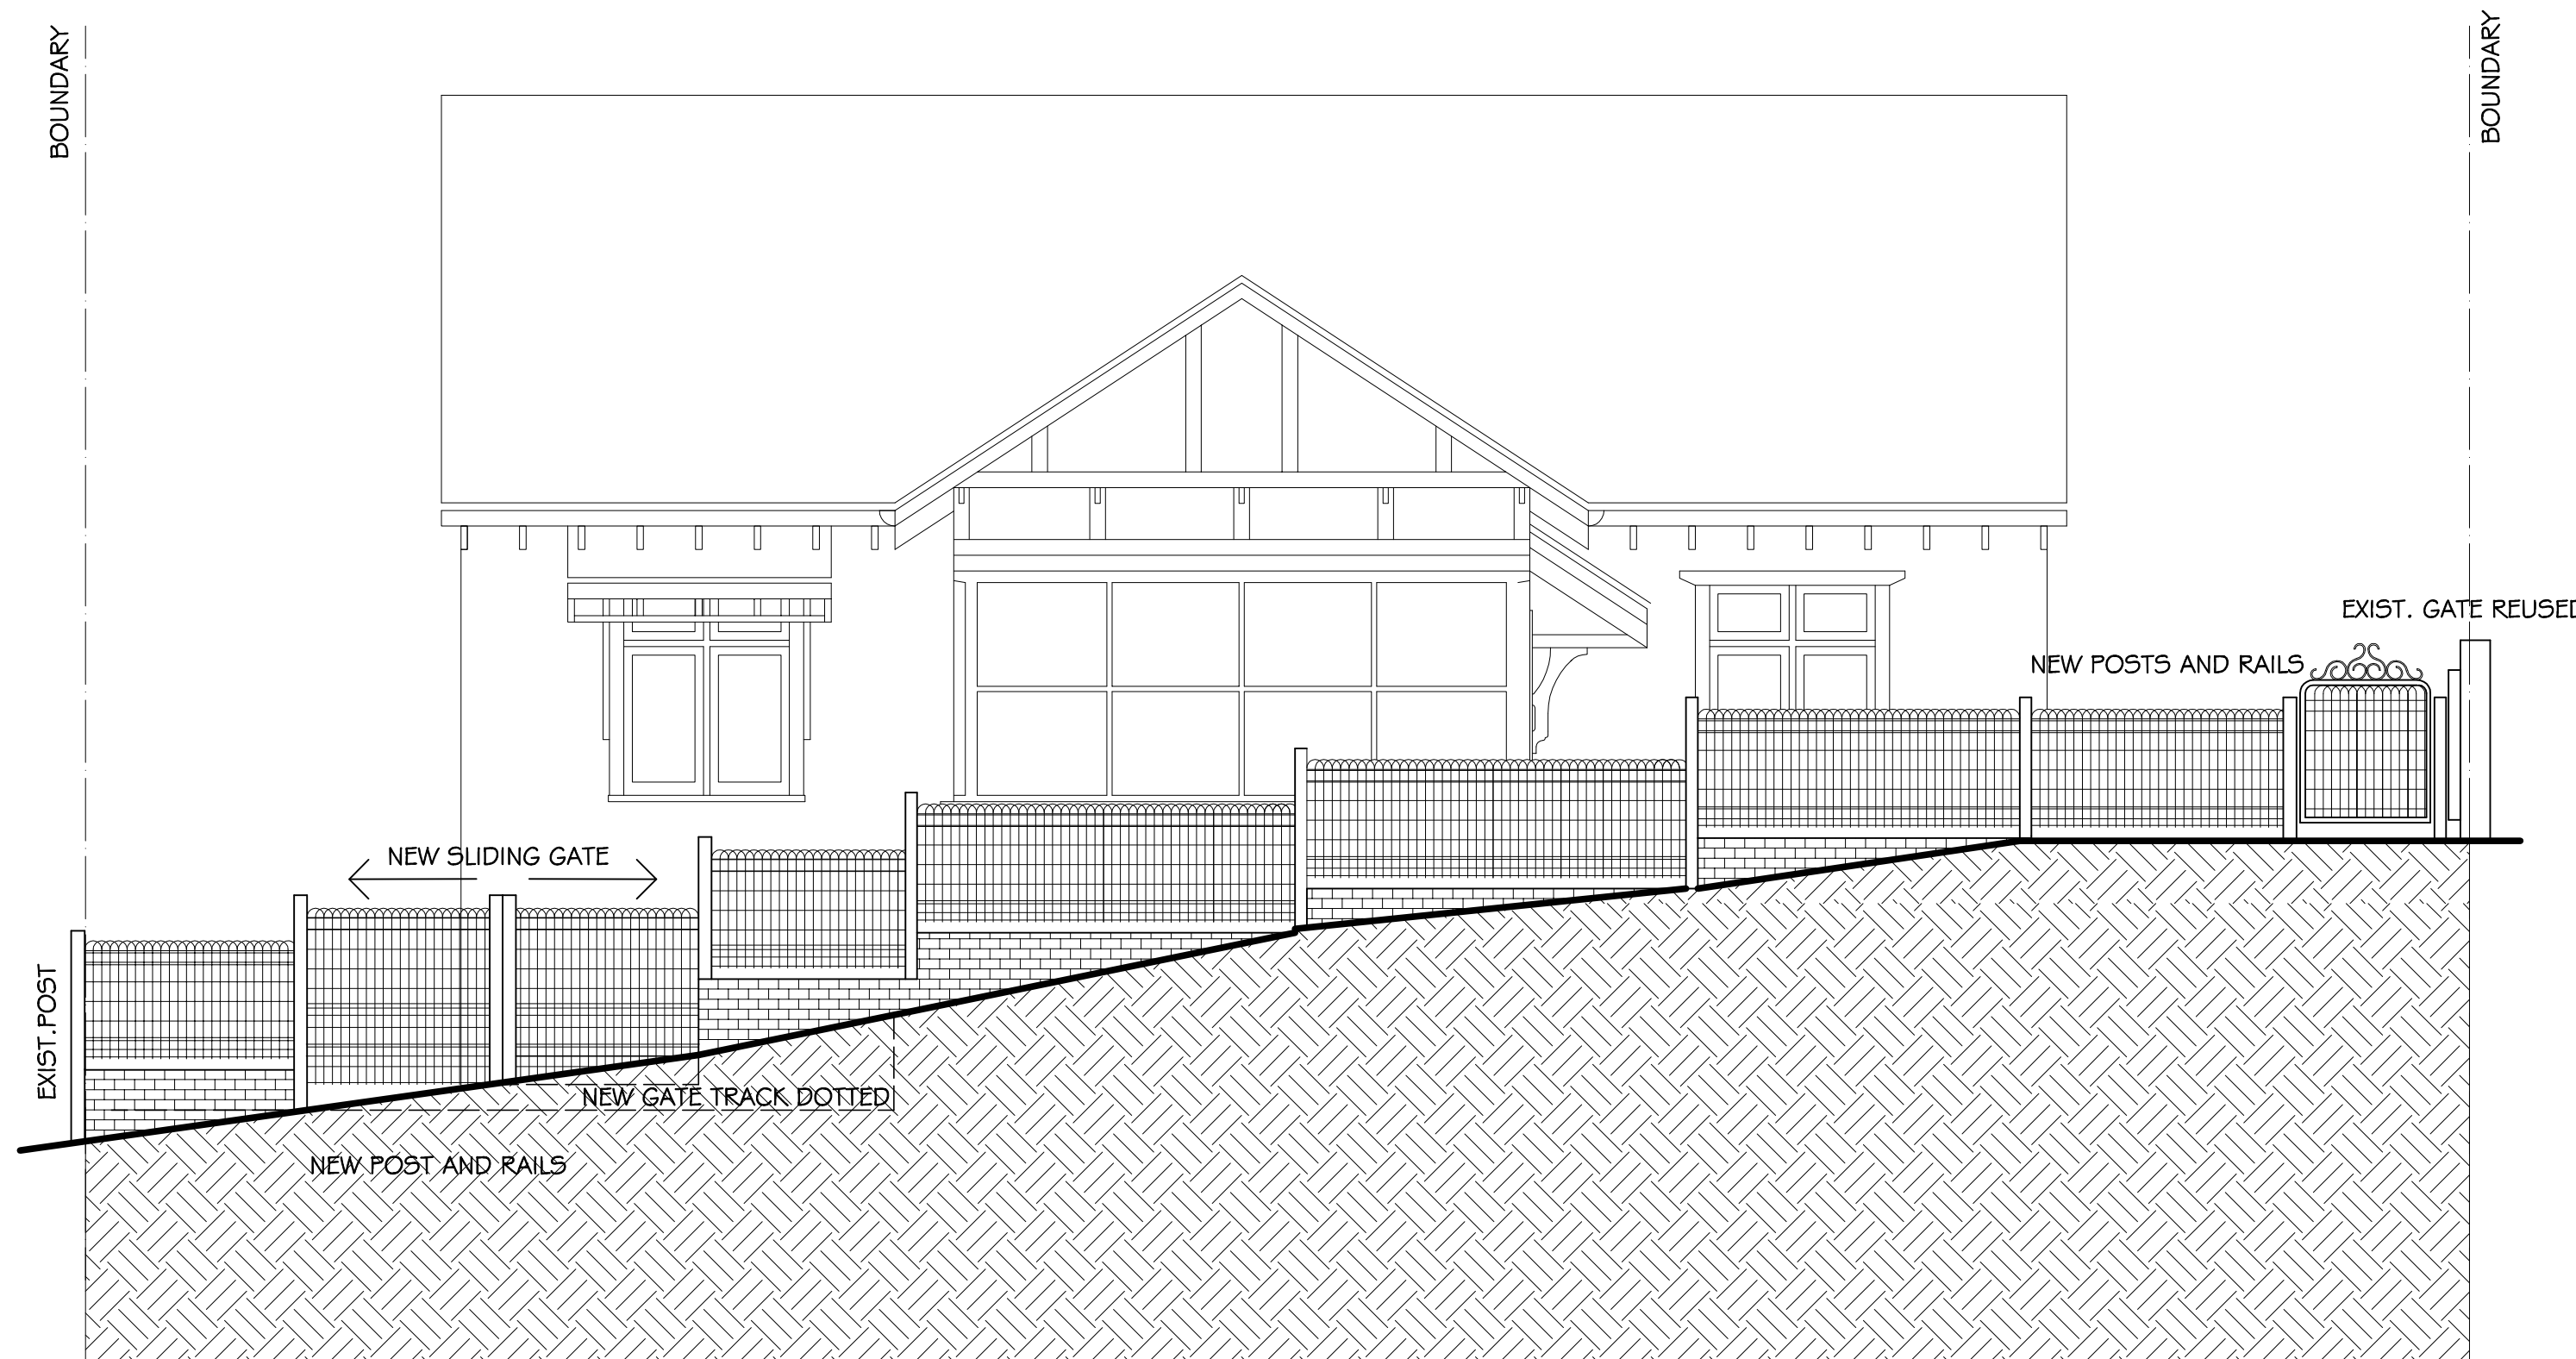 BOUNDARY
BOUNDARY
EXIST. GATE REUSED
NEW POSTS AND RAILS
NEW SLIDING GATE
EXIST.POST
NEW GATE TRACK DOTTED
NEW POST AND RAILS